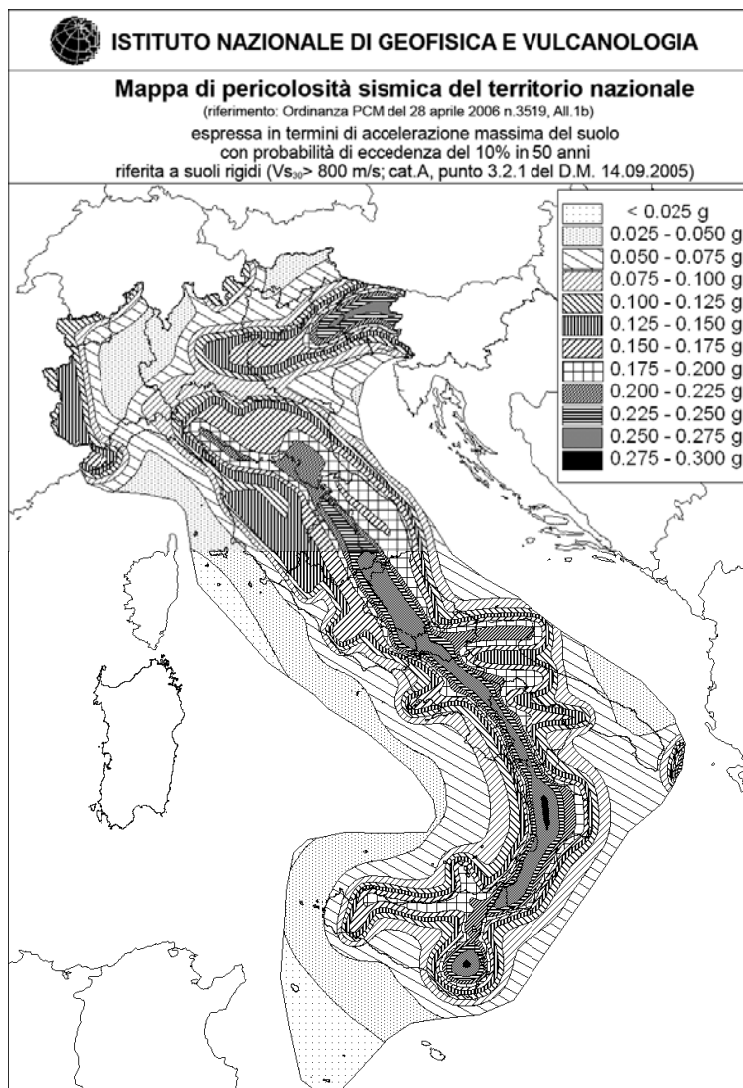 ISTITUTO NAZIONALE DI GEOFISICA E VULCANOLOGIA
Mappa di pericolosità sismica del territorio nazionale
(riferimento: Ordinanza PCM del 28 aprile 2006 n.3519, All.1b)
espressa in termini di accelerazione massima del suolo
con probabilità di eccedenza del 10% in 50 anni
riferita a suoli rigidi (Vs₃₀> 800 m/s; cat.A, punto 3.2.1 del D.M. 14.09.2005)
< 0.025 g
0.025 - 0.050 g
0.050 - 0.075 g
0.075 - 0.100 g
0.100 - 0.125 g
0.125 - 0.150 g
0.150 - 0.175 g
0.175 - 0.200 g
0.200 - 0.225 g
0.225 - 0.250 g
0.250 - 0.275 g
0.275 - 0.300 g